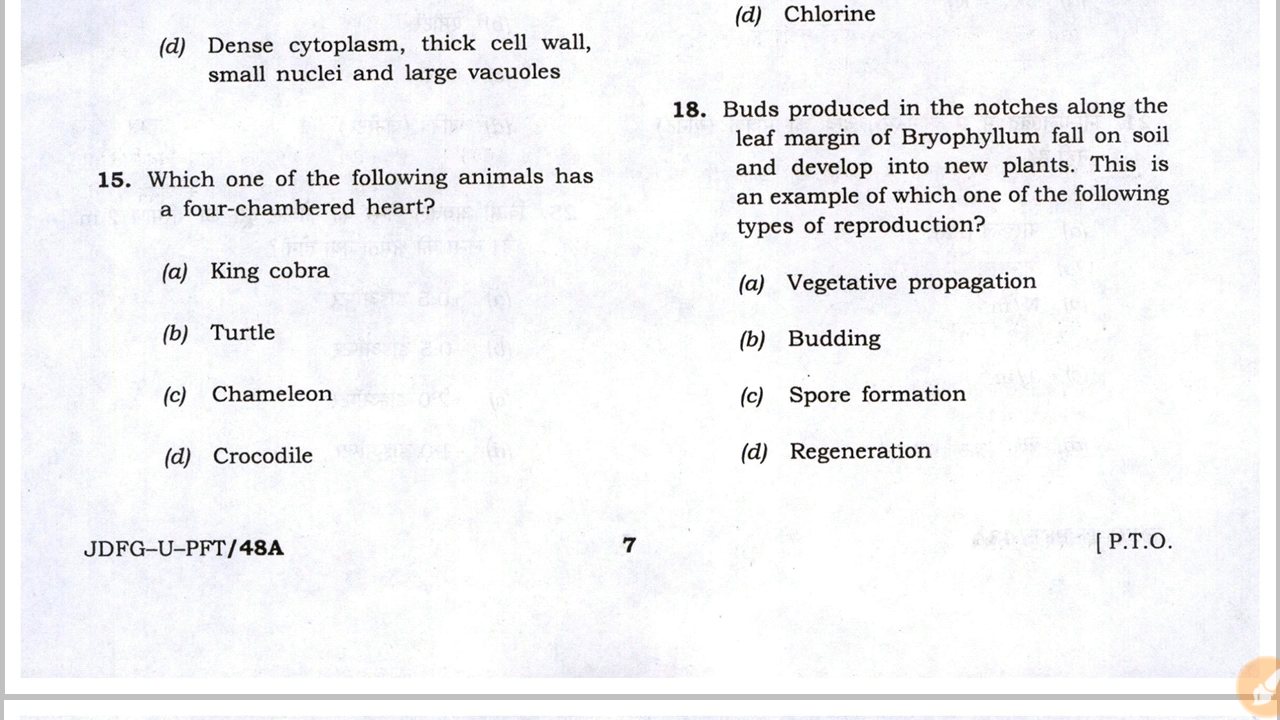 (d) Dense cytoplasm, thick cell wall,
small nuclei and large vacuoles
15. Which one of the following animals has
a four-chambered heart?
(a) King cobra
(b) Turtle
(c) Chameleon
(d) Crocodile
(d) Chlorine
18. Buds produced in the notches along the
leaf margin of Bryophyllum fall on soil
and develop into new plants. This is
an example of which one of the following
types of reproduction?
(a) Vegetative propagation
(b) Budding
(c) Spore formation
(d) Regeneration
JDFG–U–PFT/48A
7
[ P.T.O.